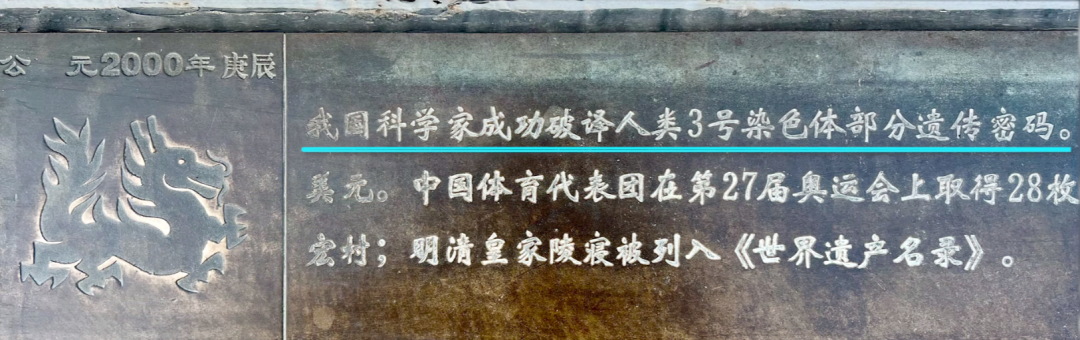 公 元2000年庚辰
我国科学家成功破译人类3号染色体部分遗传密码。
美元。中国体育代表团在第27届奥运会上取得28枚
宏村；明清皇家陵寝被列入《世界遗产名录》。